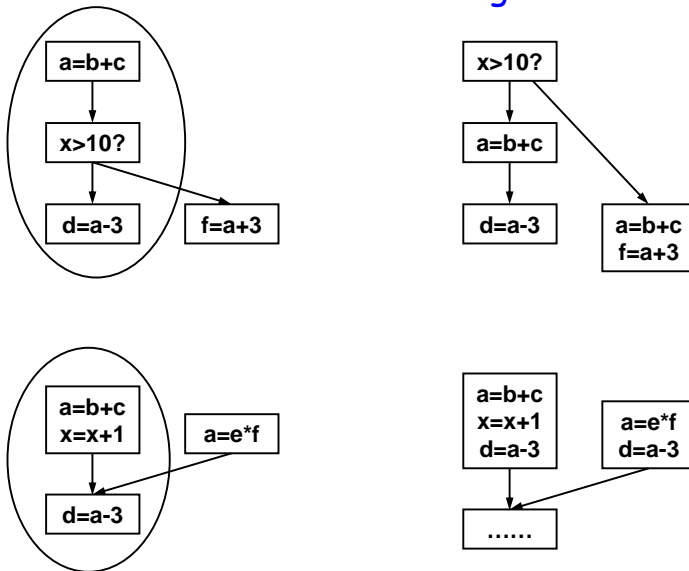 a=b+c
x>10?
d=a-3
f=a+3
x>10?
a=b+c
d=a-3
a=b+c
f=a+3
a=b+c
x=x+1
a=e*f
d=a-3
a=b+c
x=x+1
d=a-3
a=e*f
d=a-3
......